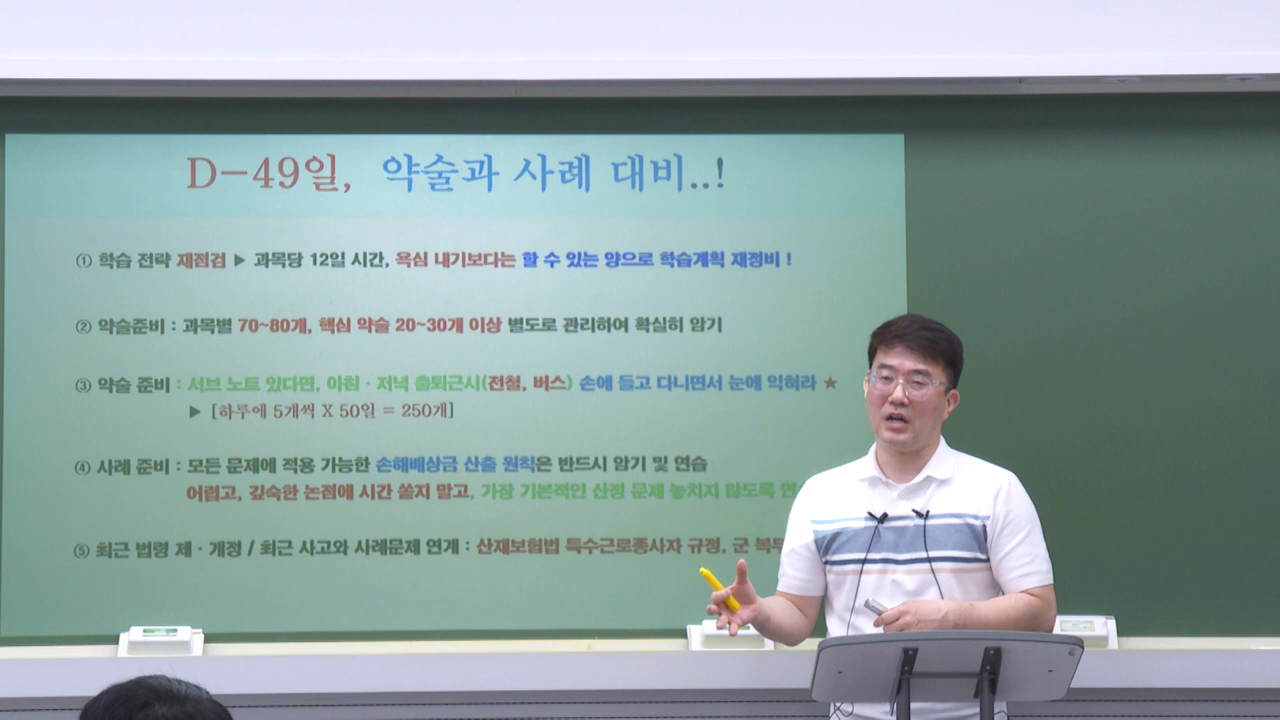 D-49일, 약술과 사례 대비..!
① 학습 전략 재점검 ▶ 과목당 12일 시간, 욕심 내기보다는 할 수 있는 양으로 학습계획 재정비 !
② 약술준비 : 과목별 70~80개, 핵심 약술 20~30개 이상 별도로 관리하여 확실히 암기
③ 약술 준비 : 서브 노트 있다면, 아침 · 저녁 출퇴근시(전철, 버스) 손에 들고 다니면서 눈에 익혀라 ★
▶ [하루에 5개씩 X 50일 = 250개]
④ 사례 준비 : 모든 문제에 적용 가능한 손해배상금 산출 원칙은 반드시 암기 및 연습
어렵고, 깊숙한 논점에 시간 쏟지 말고, 가장 기본적인 산정 문제 놓치지 않도록 연
⑤ 최근 법령 제 · 개정 / 최근 사고와 사례문제 연계 : 산재보험법 특수근로종사자 규정, 군 복무